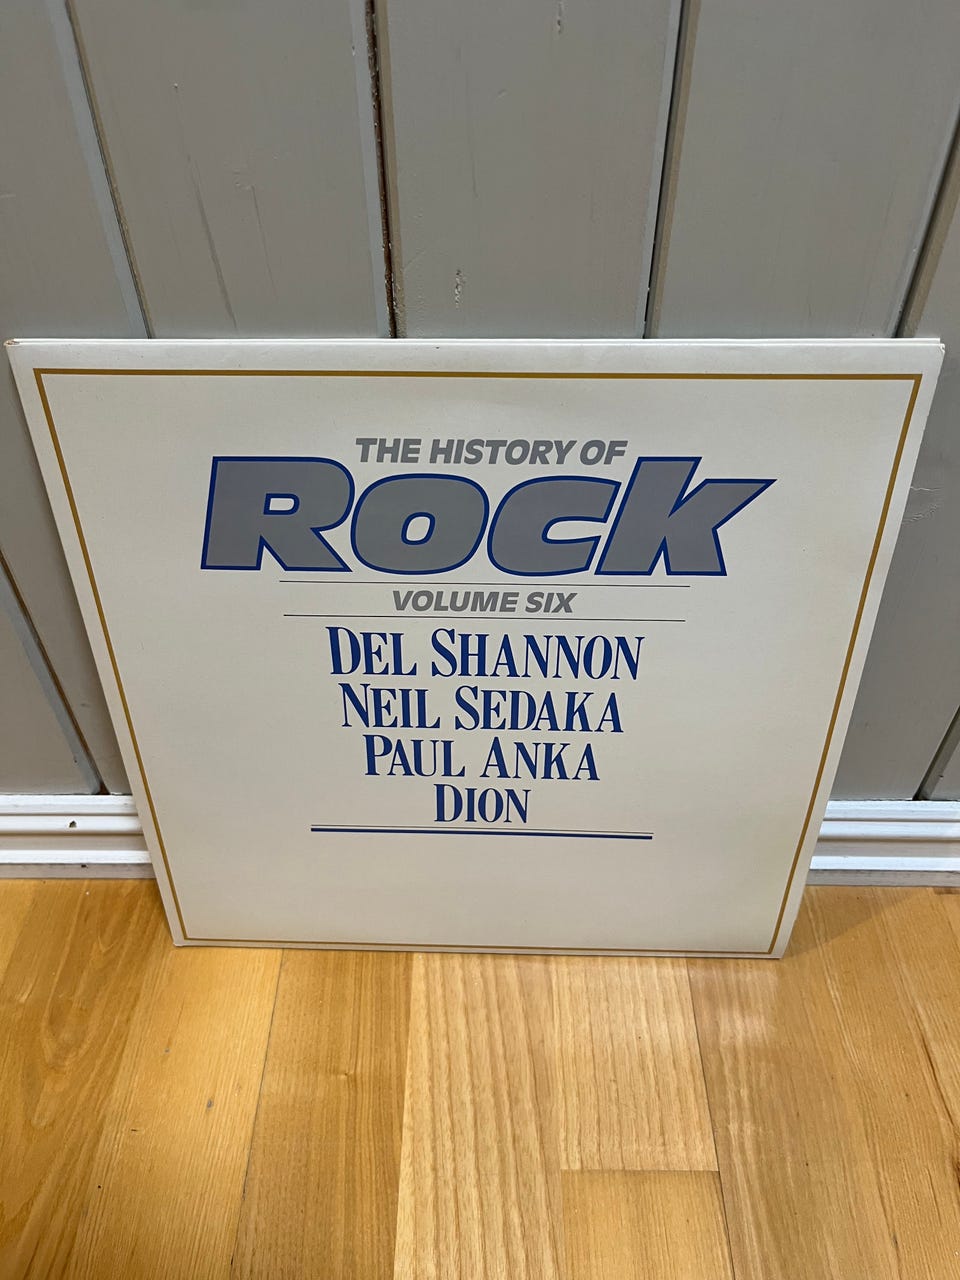 THE HISTORY OF
ROCK
VOLUME SIX
DEL SHANNON
NEIL SEDAKA
PAUL ANKA
DION